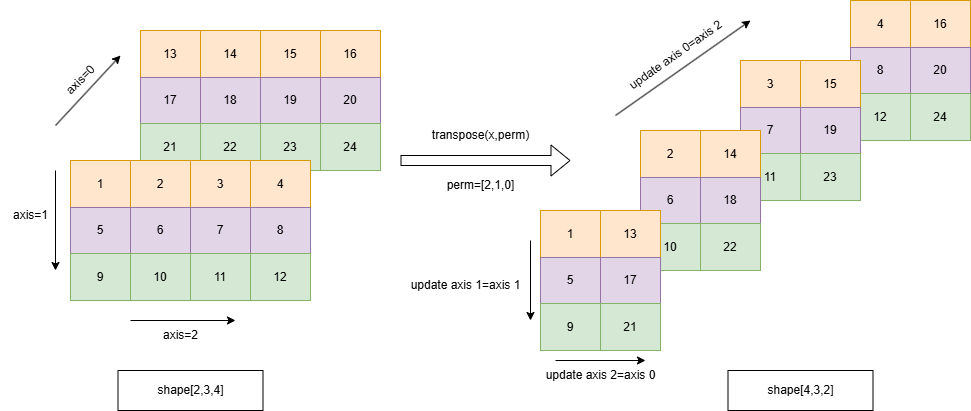 axis=0
13 14 15 16
17 18 19 20
21 22 23 24
axis=1
1 2 3 4
5 6 7 8
9 10 11 12
axis=2
shape[2,3,4]
transpose(x,perm)
perm=[2,1,0]
update axis 0=axis 2
4 16
8 20
12 24
3 15
7 19
11 23
2 14
6 18
10 22
1 13
5 17
9 21
update axis 1=axis 1
update axis 2=axis 0
shape[4,3,2]